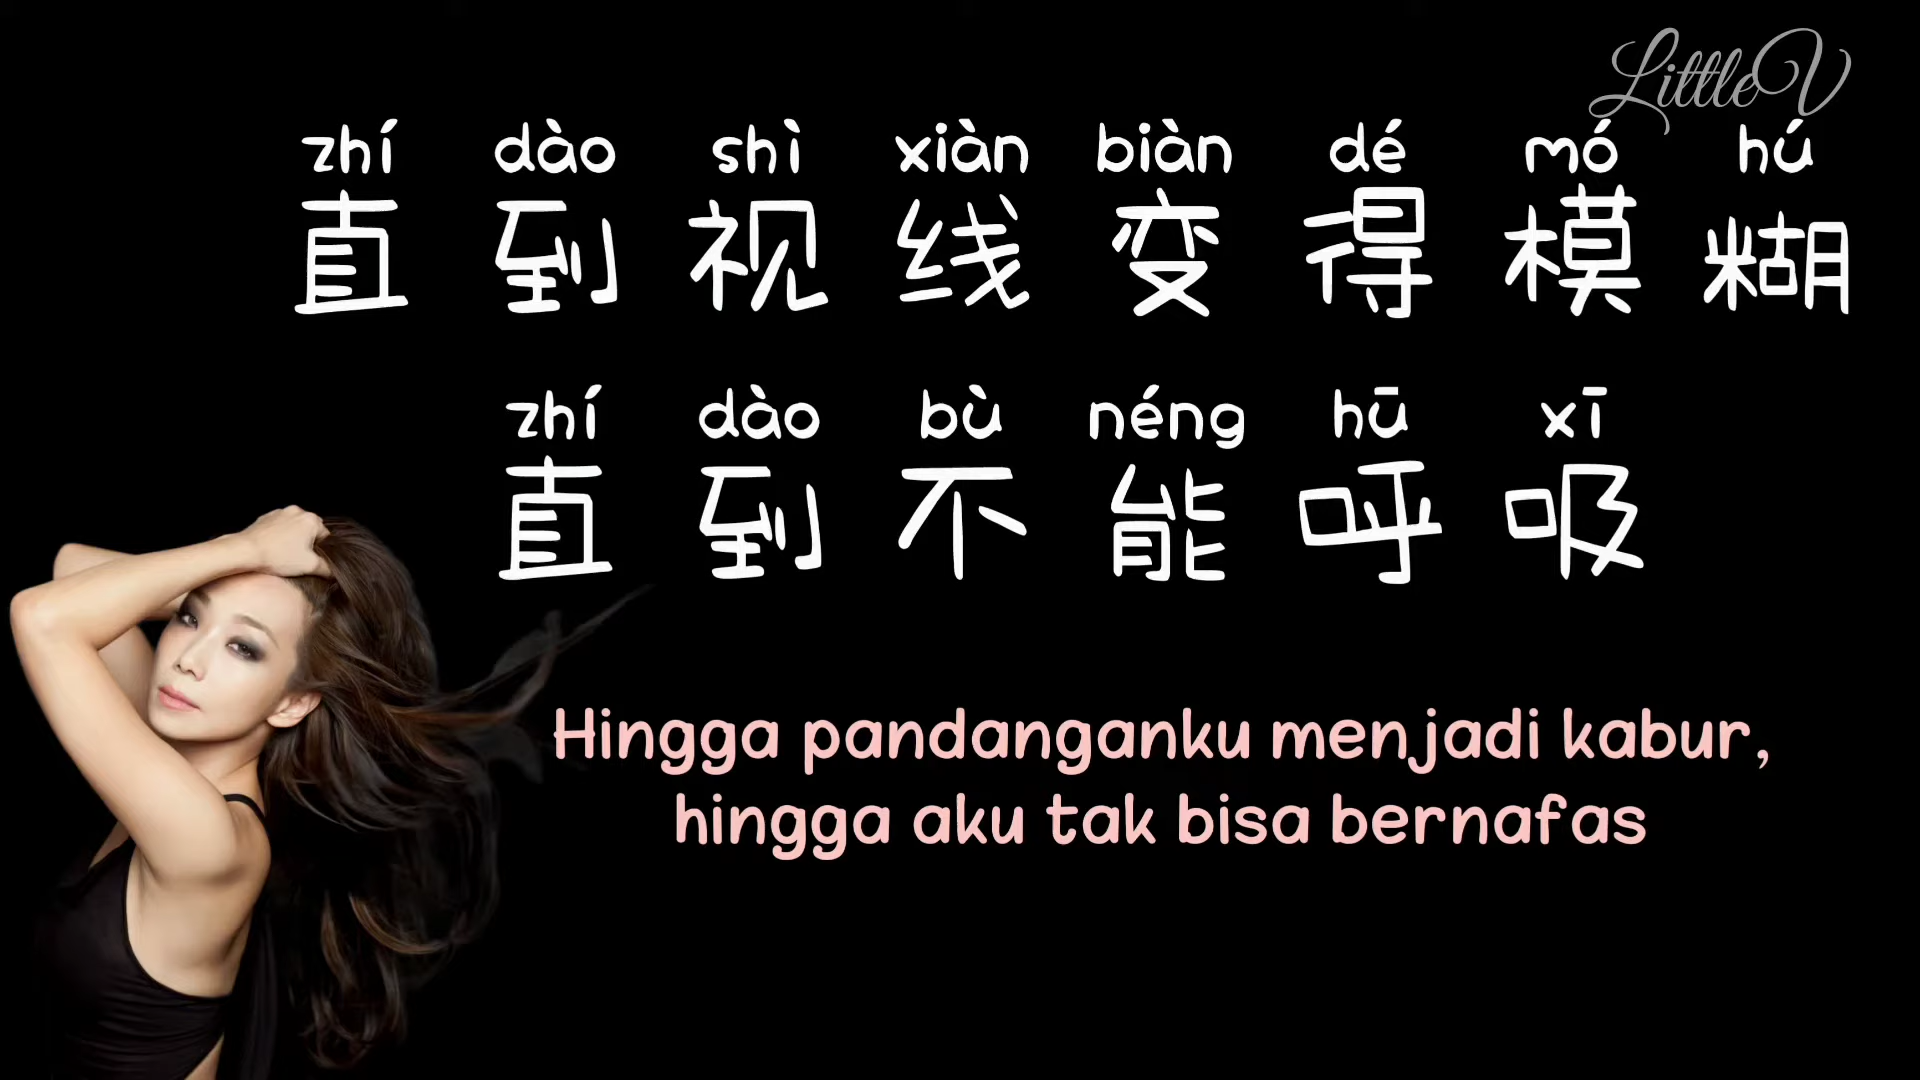 LittleV
zhí dào shì xiàn biàn dé mó hú
直到视线变得模糊
zhí dào bù néng hū xī
直到不能呼吸
Hingga pandanganku menjadi kabur,
hingga aku tak bisa bernafas